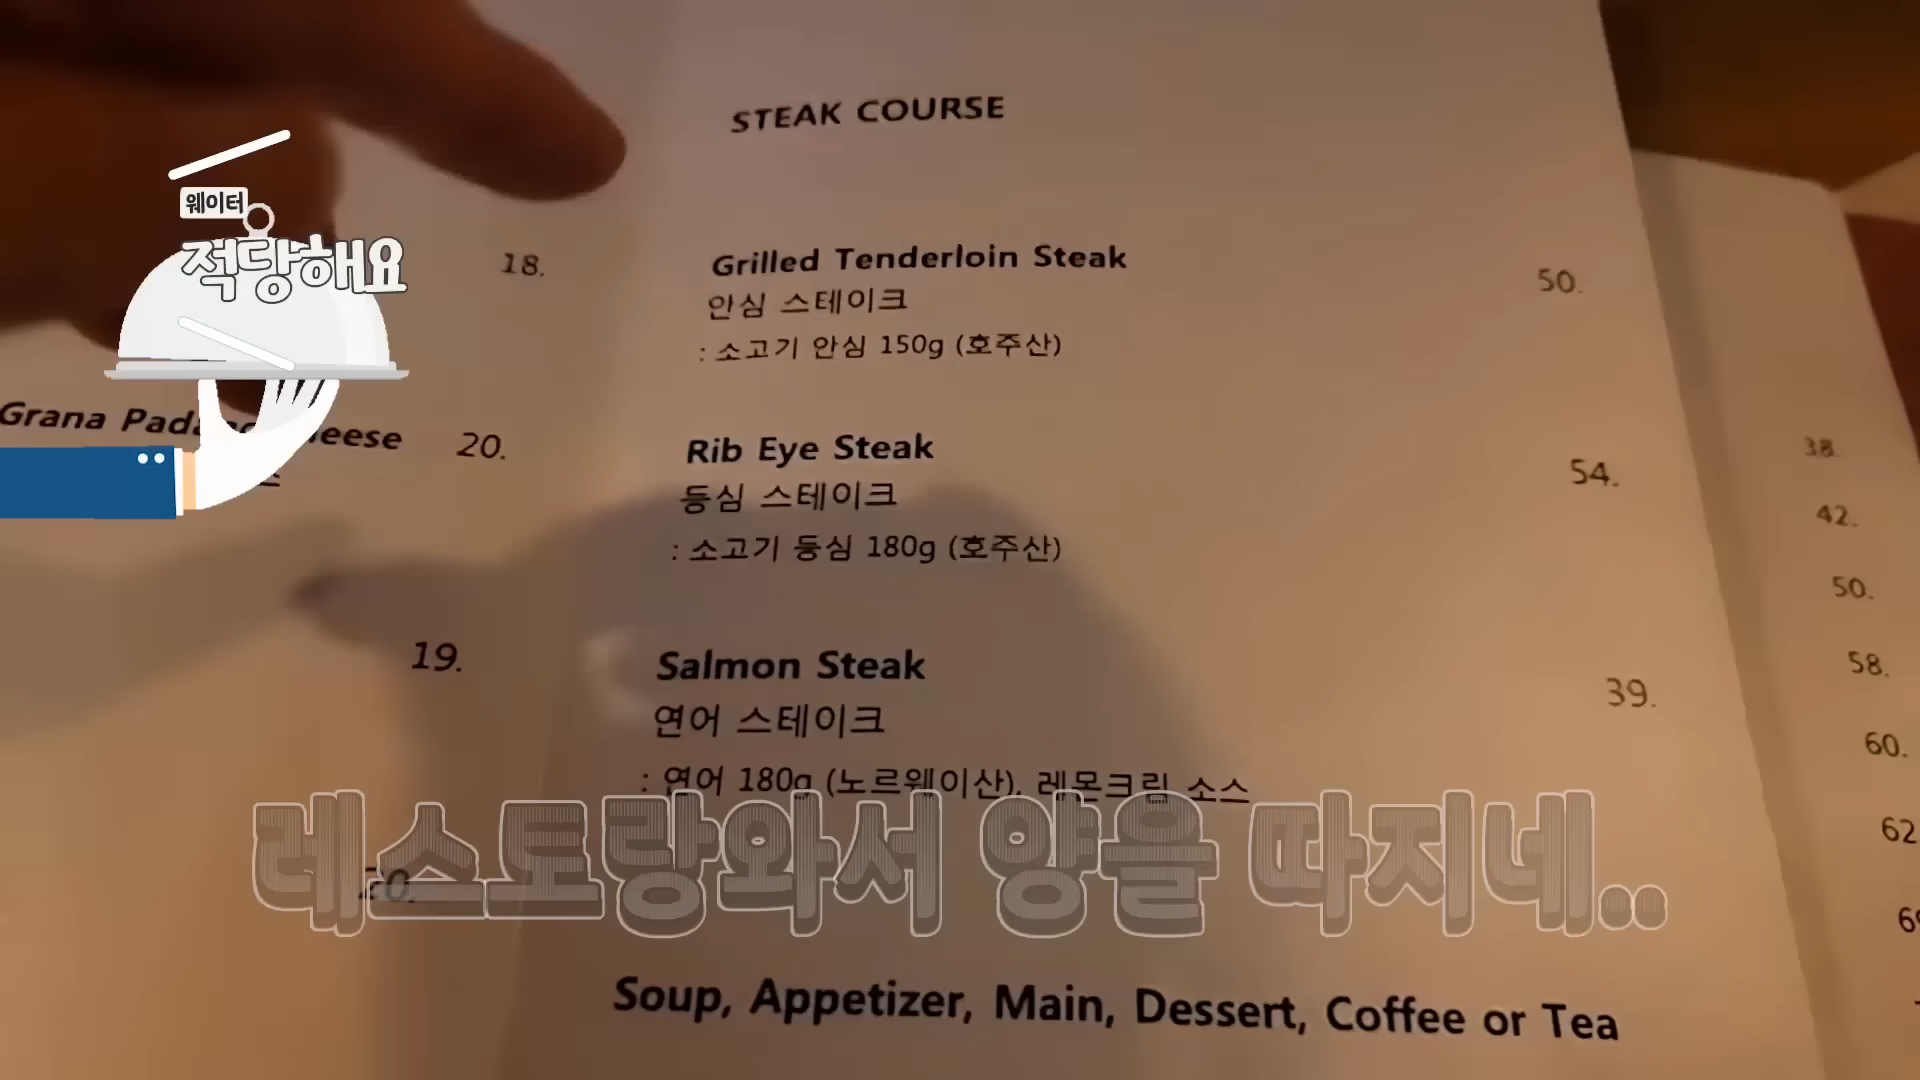 STEAK COURSE
웨이터
적당해요
18.
Grilled Tenderloin Steak
50.
안심 스테이크
: 소고기 안심 150g (호주산)
Grana
20.
Rib Eye Steak
54.
등심 스테이크
: 소고기 등심 180g (호주산)
19.
Salmon Steak
39.
연어 스테이크
: 연어 180g (노르웨이산), 레몬크림 소스
20.
레스토랑와서 양을 따지네..
Soup, Appetizer, Main, Dessert, Coffee or Tea
38.
42.
50.
58.
60.
62